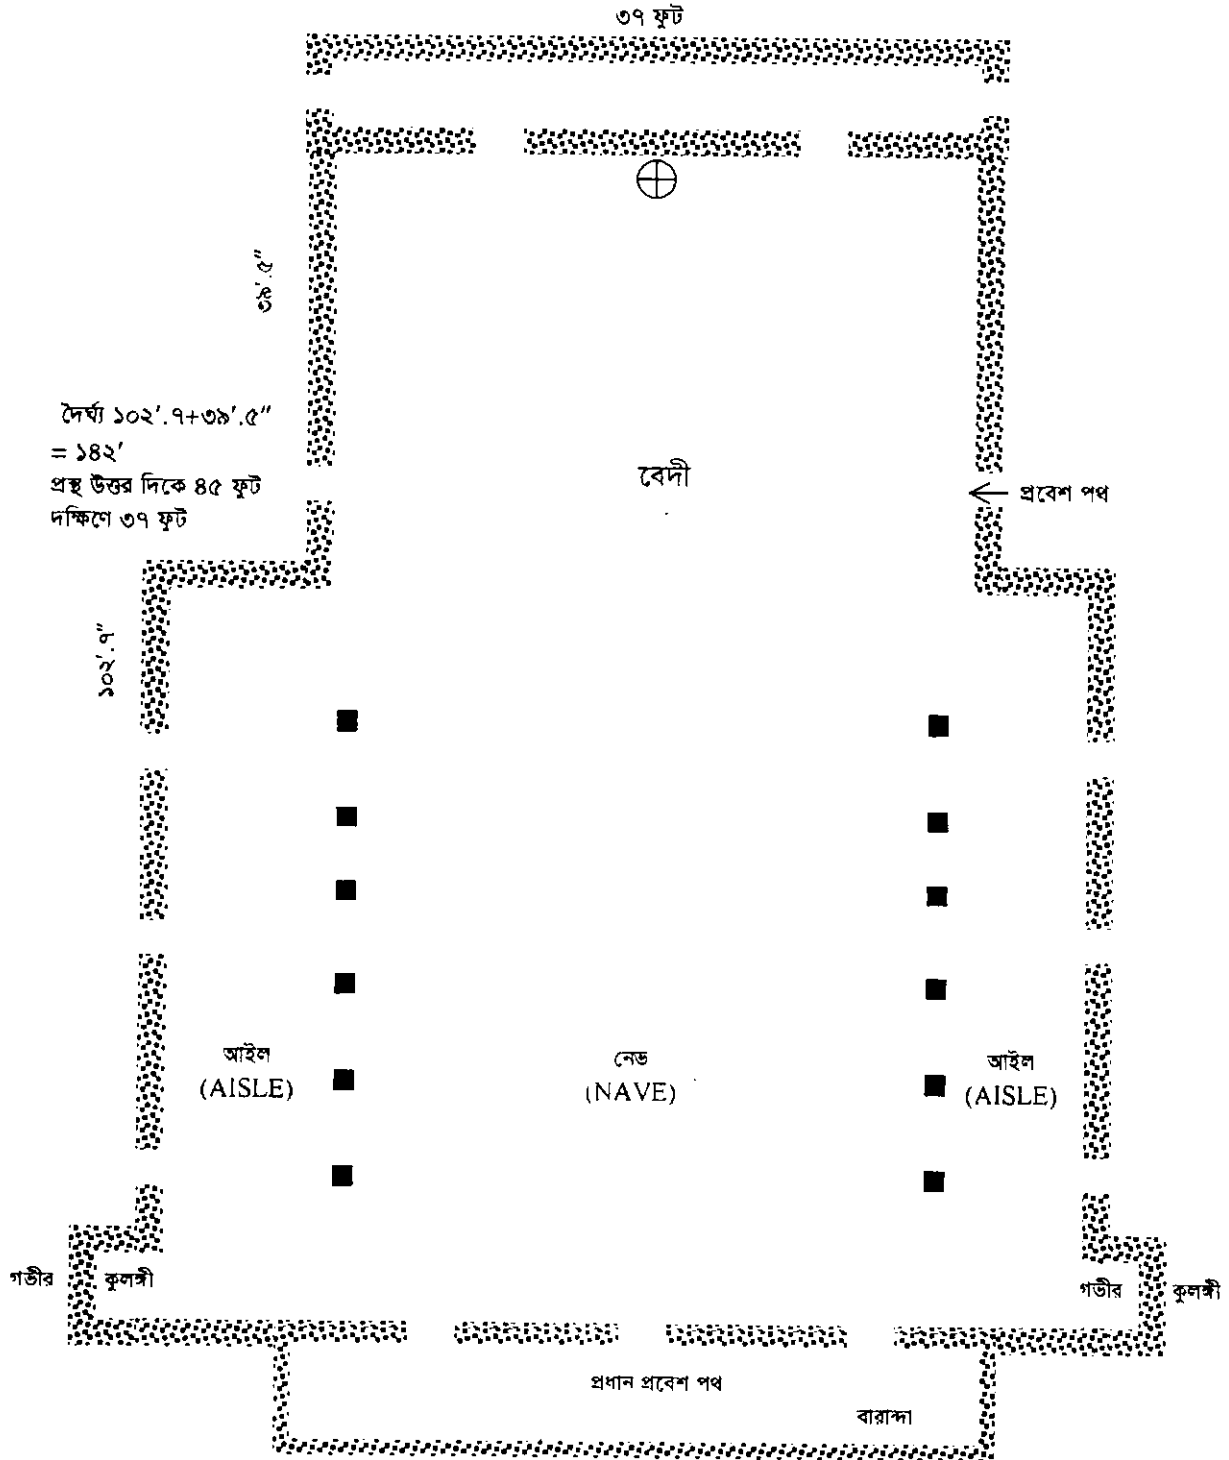 ৩৭ ফুট
৩৯'.৫"
দৈর্ঘ্য ১০২'.৭+৩৯'.৫"
= ১৪২'
প্রস্থ উত্তর দিকে ৪৫ ফুট
দক্ষিণে ৩৭ ফুট
বেদী
প্রবেশ পথ
১০২'.৭"
আইল
(AISLE)
নেভ
(NAVE)
আইল
(AISLE)
গভীর কুলঙ্গী
গভীর কুলঙ্গী
প্রধান প্রবেশ পথ
বারান্দা